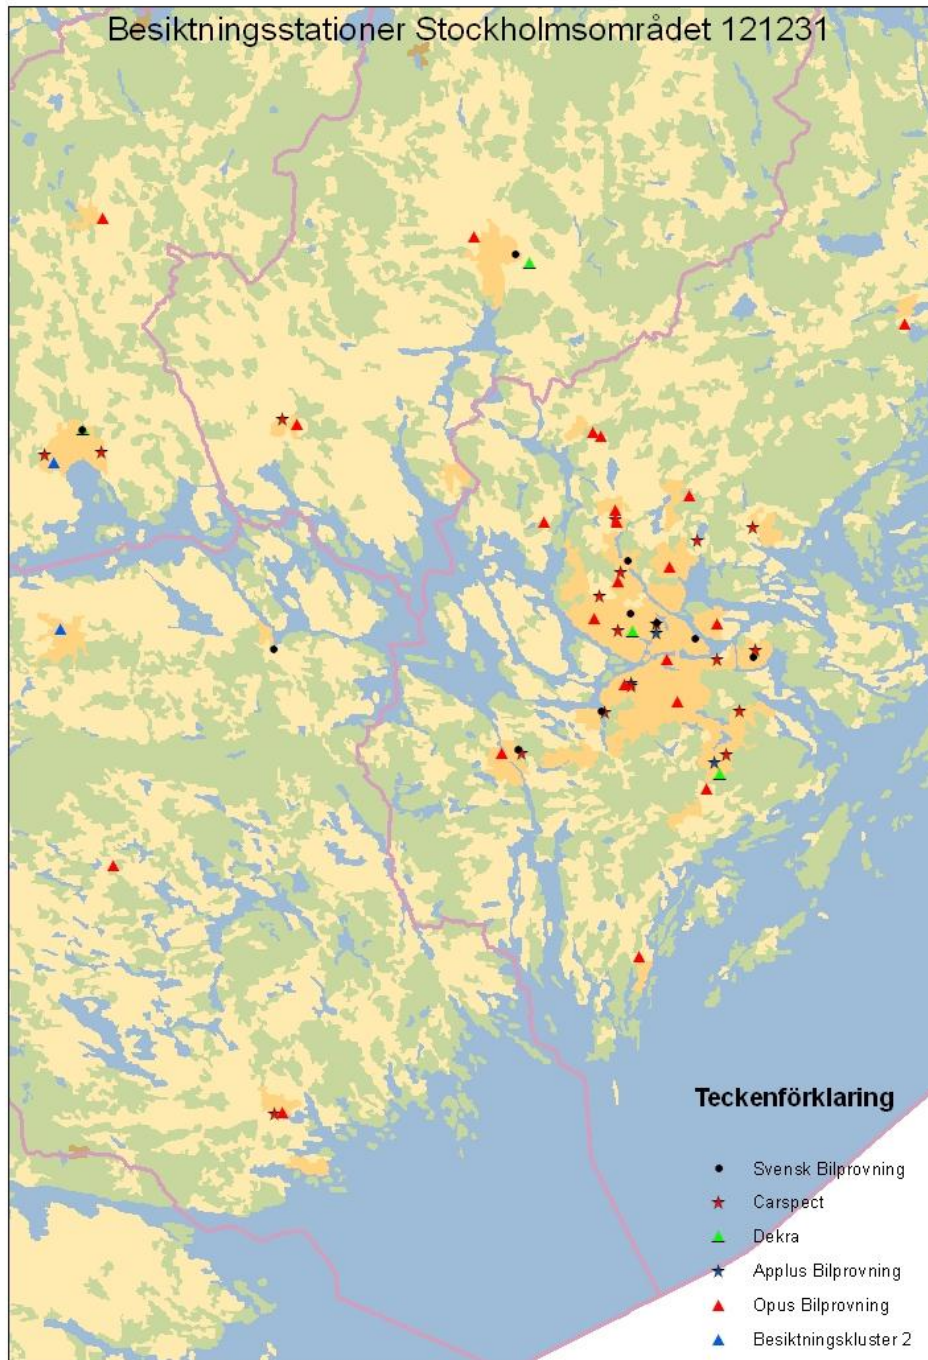 Besiktningsstationer Stockholmsområdet 121231
Teckenförklaring
Svensk Bilprovning
Carspect
Dekra
Applus Bilprovning
Opus Bilprovning
Besiktningskluster 2